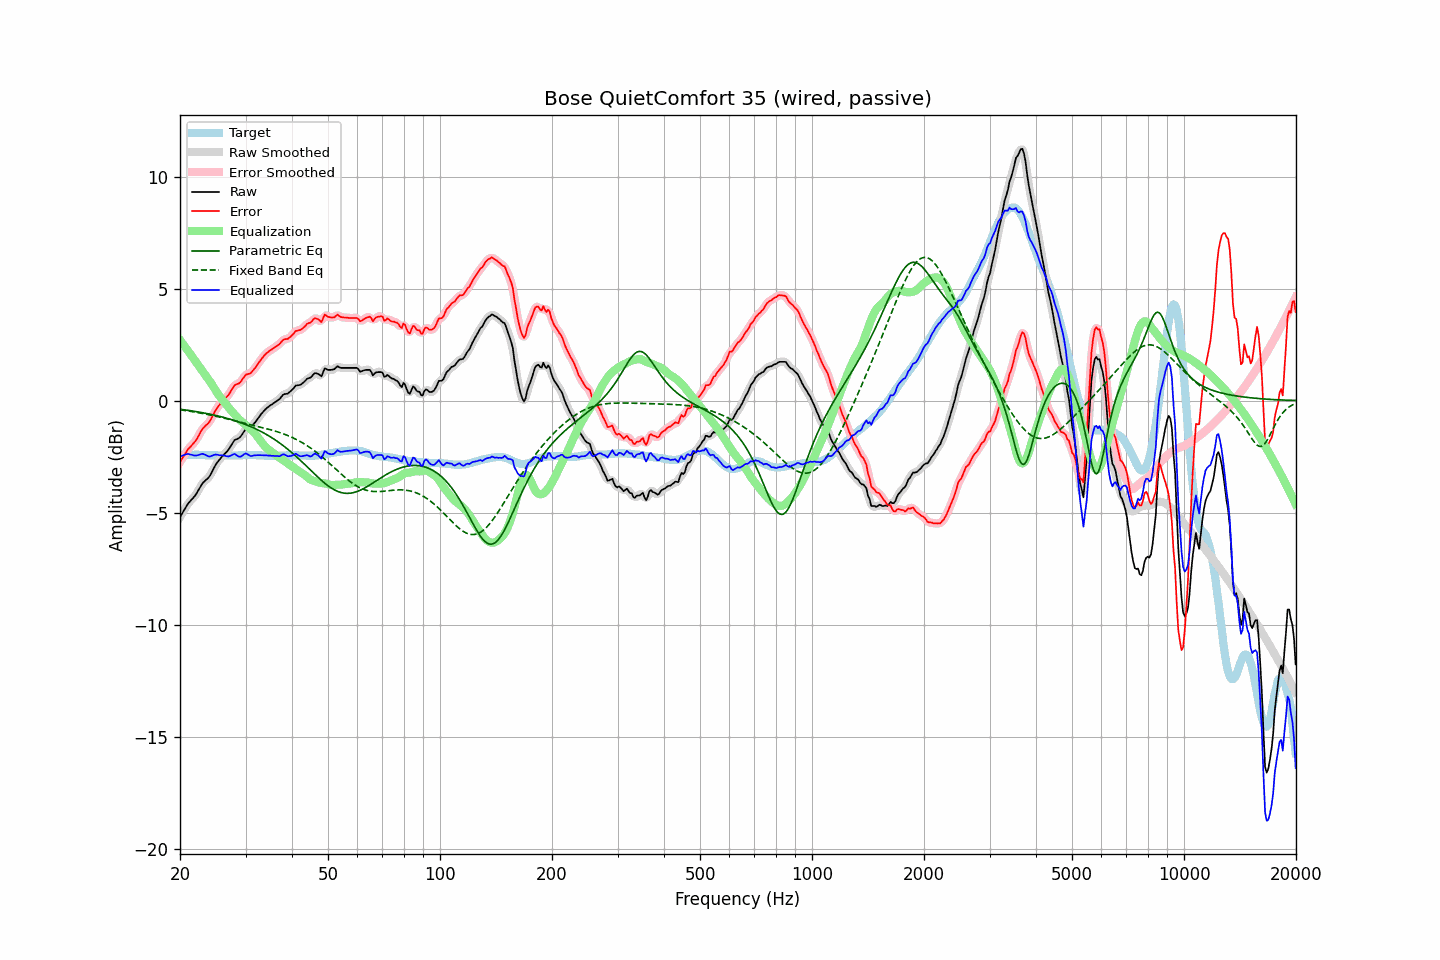 Bose QuietComfort 35 (wired, passive)
Target
Raw Smoothed
Error Smoothed
Raw
Error
Equalization
Parametric Eq
Fixed Band Eq
Equalized
10
5
0
−5
−10
−15
−20
Amplitude (dBr)
20 50 100 200 500 1000 2000 5000 10000 20000
Frequency (Hz)